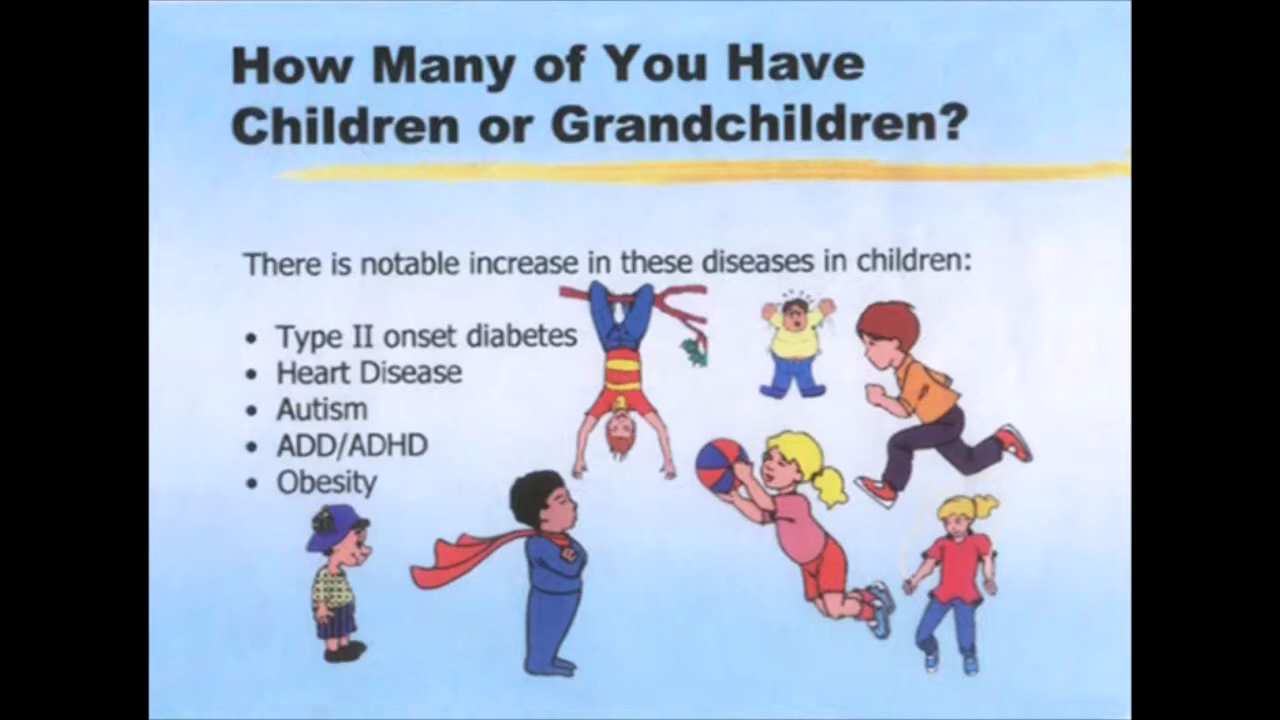 How Many of You Have
Children or Grandchildren?
There is notable increase in these diseases in children:
• Type II onset diabetes
• Heart Disease
• Autism
• ADD/ADHD
• Obesity